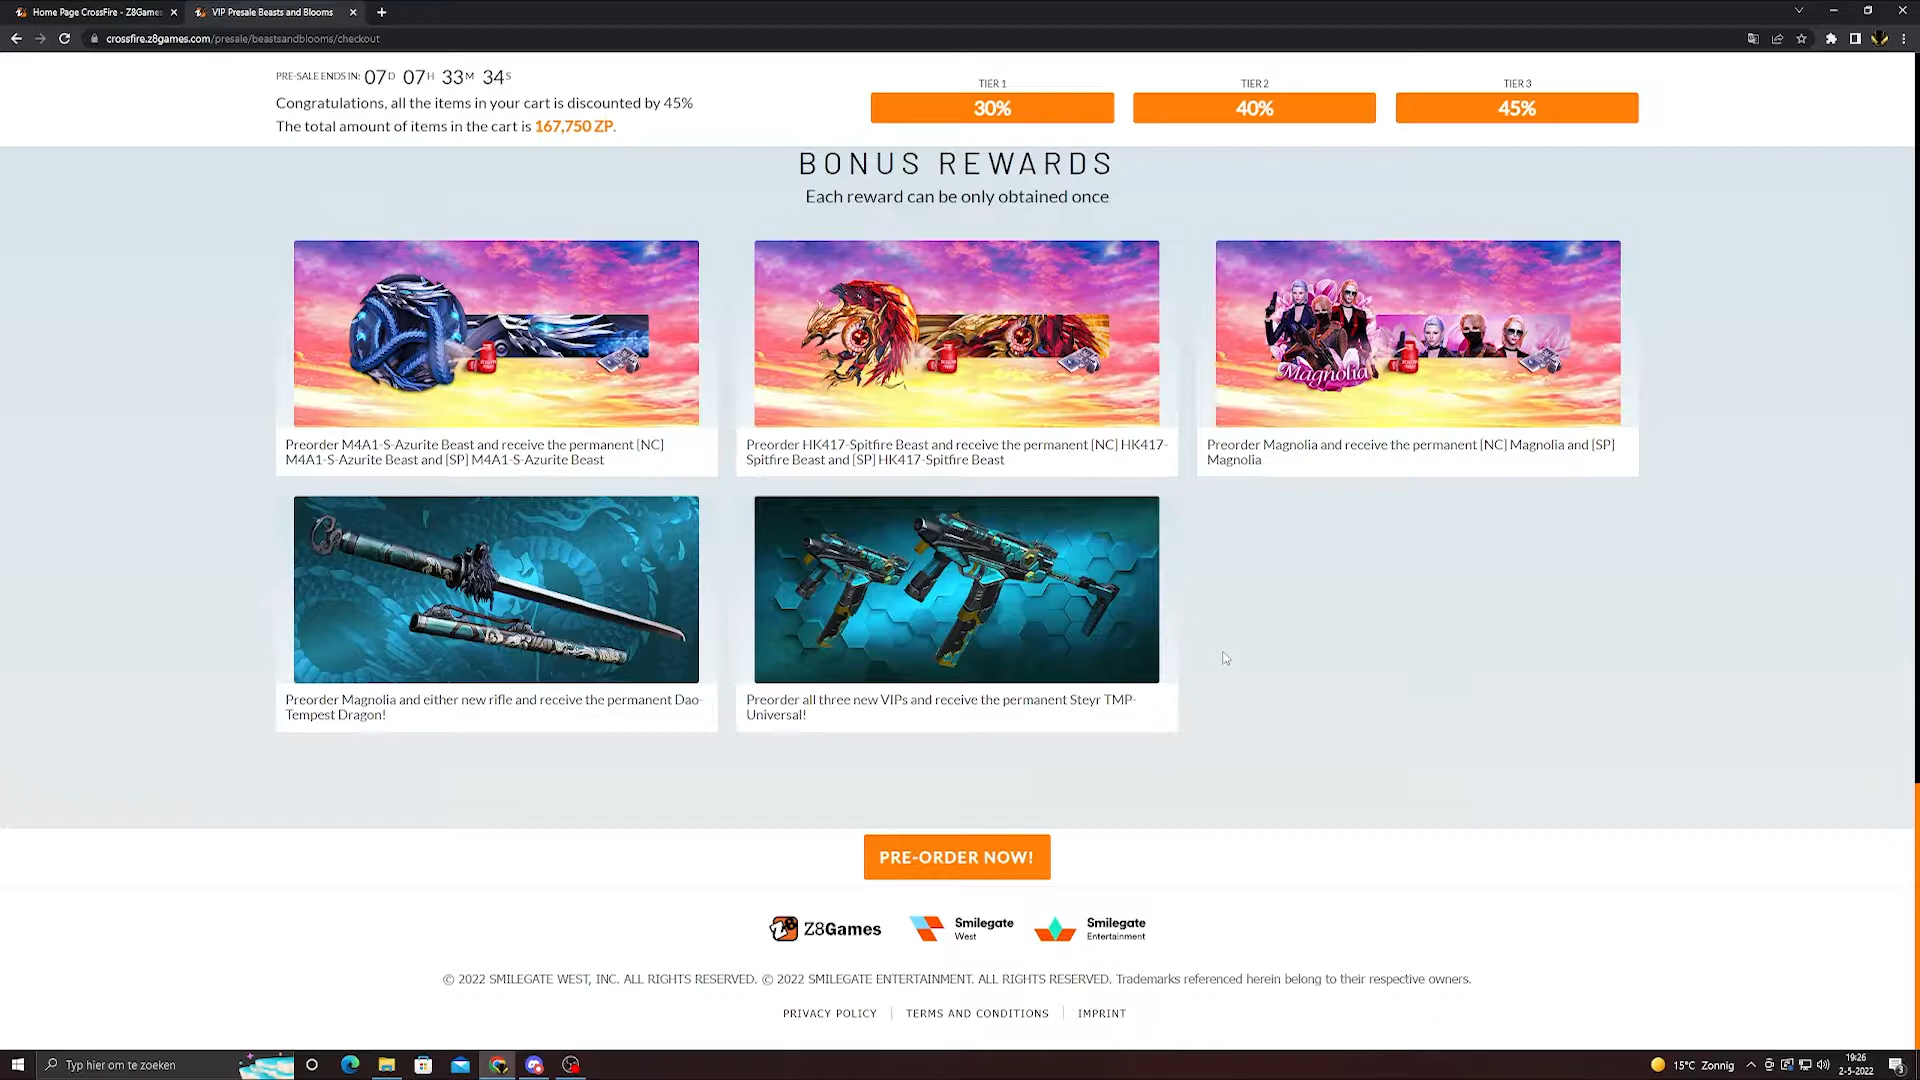 Home Page CrossFire - Z8Games
VIP Presale Beasts and Blooms
crossfire.z8games.com/presale/beastsandblooms/checkout
PRE-SALE ENDS IN: 07D 07H 33M 34S
Congratulations, all the items in your cart is discounted by 45%
The total amount of items in the cart is 167,750 ZP.
TIER 1
30%
TIER 2
40%
TIER 3
45%
BONUS REWARDS
Each reward can be only obtained once
Magnolia
Preorder M4A1-S-Azurite Beast and receive the permanent [NC]
M4A1-S-Azurite Beast and [SP] M4A1-S-Azurite Beast
Preorder HK417-Spitfire Beast and receive the permanent [NC] HK417-
Spitfire Beast and [SP] HK417-Spitfire Beast
Preorder Magnolia and receive the permanent [NC] Magnolia and [SP]
Magnolia
Preorder Magnolia and either new rifle and receive the permanent Dao-
Tempest Dragon!
Preorder all three new VIPs and receive the permanent Steyr TMP-
Universal!
PRE-ORDER NOW!
Z8Games
Smilegate
West
Smilegate
Entertainment
© 2022 SMILEGATE WEST, INC. ALL RIGHTS RESERVED. © 2022 SMILEGATE ENTERTAINMENT. ALL RIGHTS RESERVED. Trademarks referenced herein belong to their respective owners.
PRIVACY POLICY
TERMS AND CONDITIONS
IMPRINT
Typ hier om te zoeken
15°C Zonnig
19:26
2-5-2022